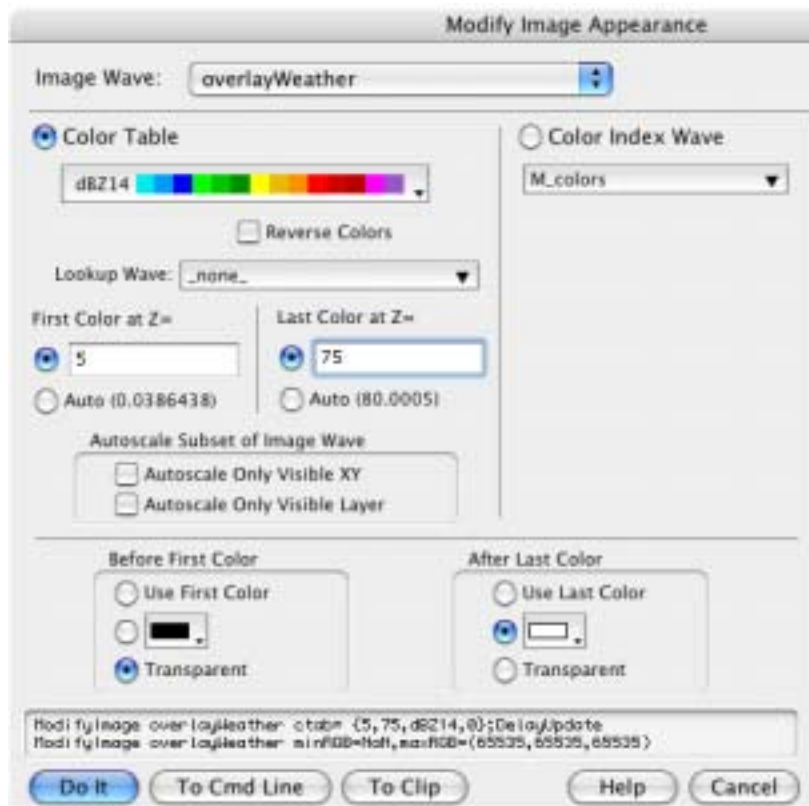 Modify Image Appearance
Image Wave: overlayWeather
Color Table
dBZ14
Reverse Colors
Lookup Wave: _none_
First Color at Z=
5
Auto (0.0386438)
Last Color at Z=
75
Auto (80.0005)
Autoscale Subset of Image Wave
Autoscale Only Visible XY
Autoscale Only Visible Layer
Color Index Wave
M_colors
Before First Color
Use First Color
Transparent
After Last Color
Use Last Color
Transparent
ModifyImage overlayWeather ctab= {5,75,dBZ14,0};DelayUpdate
ModifyImage overlayWeather minRGB=NaN,maxRGB=(65535,65535,65535)
Do It To Cmd Line To Clip Help Cancel